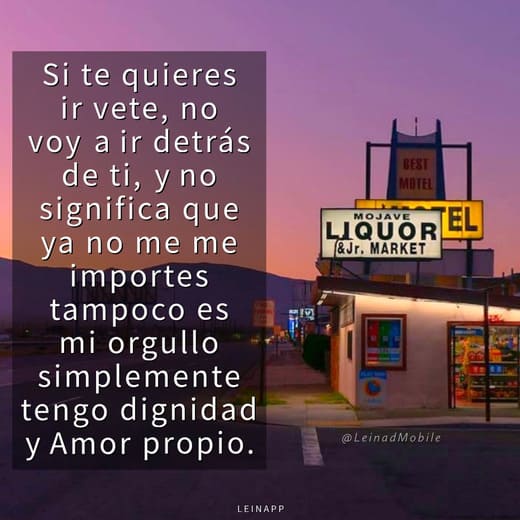 Si te quieres
ir vete, no
voy a ir detrás
de ti, y no
significa que
ya no me me
importes
tampoco es
mi orgullo
simplemente
tengo dignidad
y Amor propio.
BEST
MOTEL
MOTEL
MOJAVE
LIQUOR
&Jr. MARKET
@LeinadMobile
LEINAPP